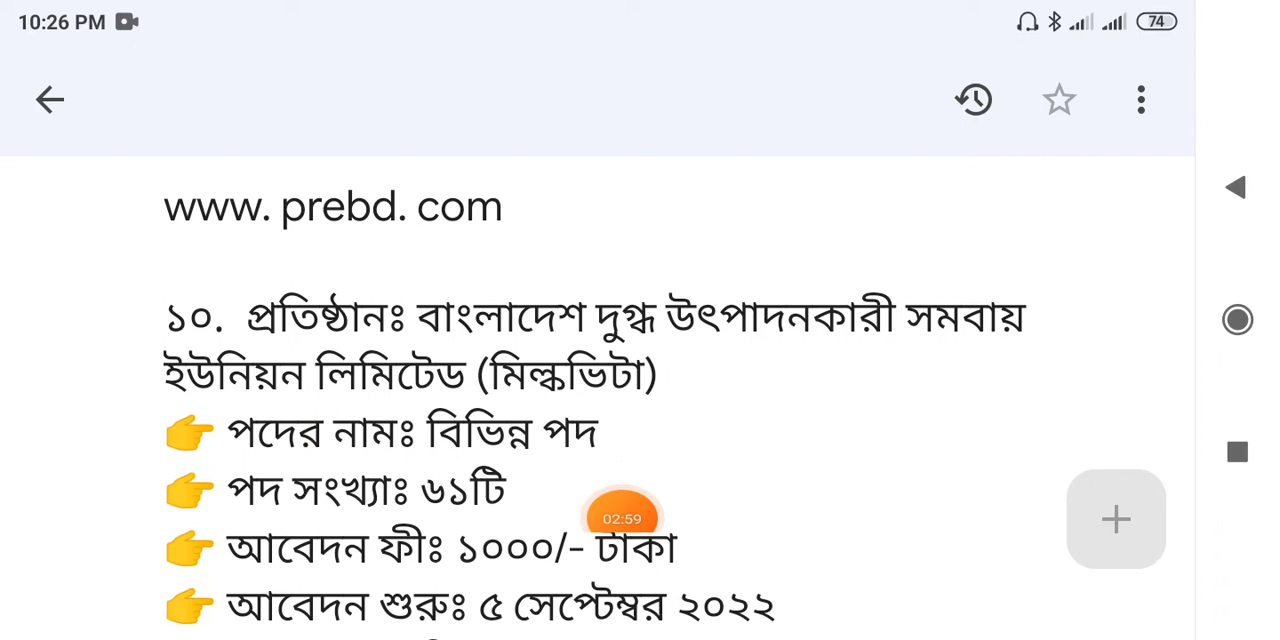 10:26 PM
74
www. prebd. com
১০. প্রতিষ্ঠানঃ বাংলাদেশ দুগ্ধ উৎপাদনকারী সমবায়
ইউনিয়ন লিমিটেড (মিল্কভিটা)
👉 পদের নামঃ বিভিন্ন পদ
👉 পদ সংখ্যাঃ ৬১টি
02:59
👉 আবেদন ফীঃ ১০০০/- টাকা
👉 আবেদন শুরুঃ ৫ সেপ্টেম্বর ২০২২